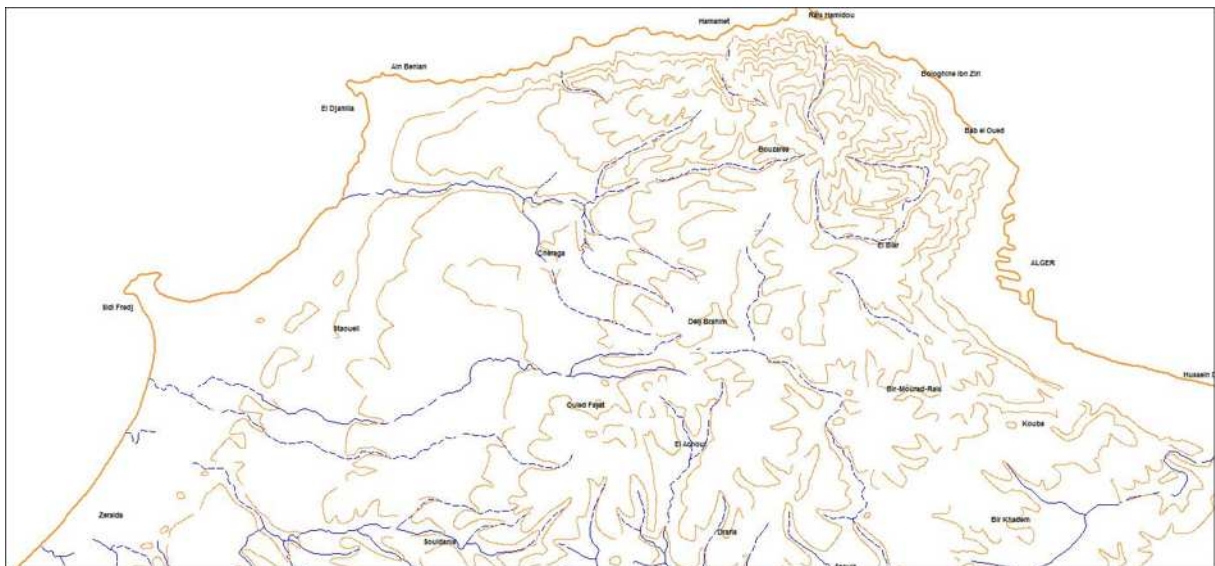 Hamamet
Rais Hamidou
Ain Benian
Bologhine Ibn Ziri
El Djamila
Bab el Oued
Bouzareah
El Biar
Cheraga
ALGER
Sidi Fredj
Staoueli
Dely Brahim
Hussein D
Bir-Mourad-Rais
Ouled Fayet
Kouba
El Achour
Zeralda
Bir Khadem
Draria
Souidania